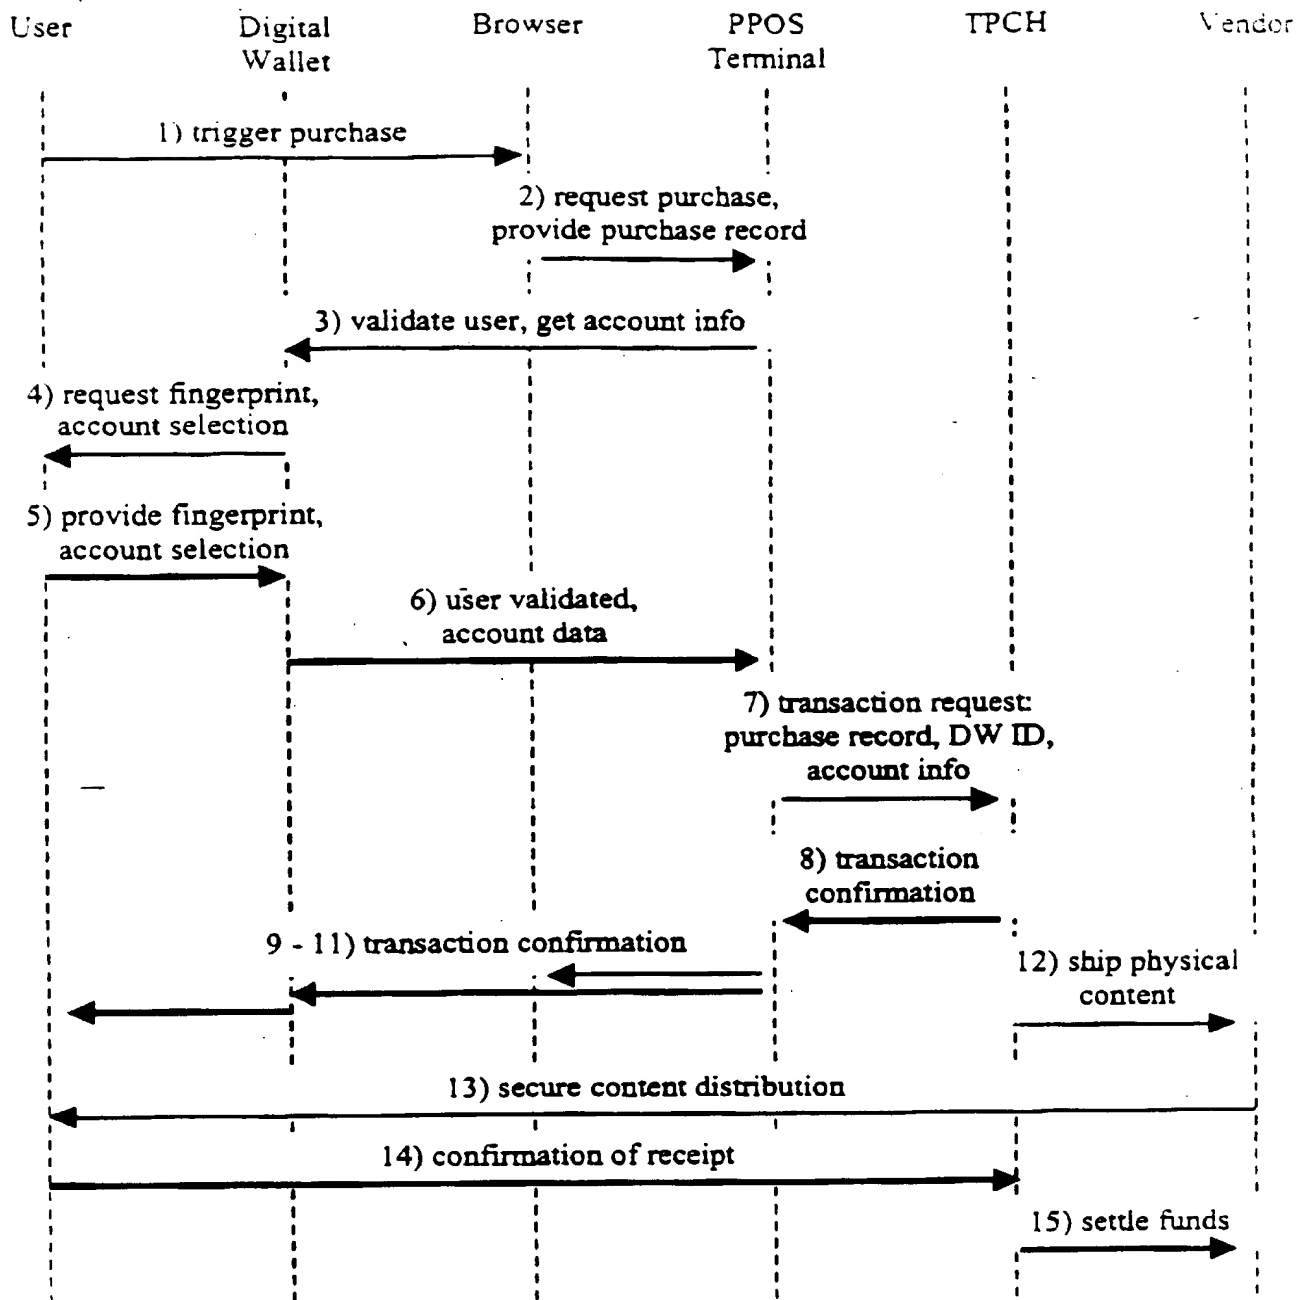 User
Digital
Wallet
Browser
PPOS
Terminal
TPCH
Vendor
1) trigger purchase
2) request purchase,
provide purchase record
3) validate user, get account info
4) request fingerprint,
account selection
5) provide fingerprint,
account selection
6) user validated,
account data
7) transaction request:
purchase record, DW ID,
account info
8) transaction
confirmation
9 - 11) transaction confirmation
12) ship physical
content
13) secure content distribution
14) confirmation of receipt
15) settle funds